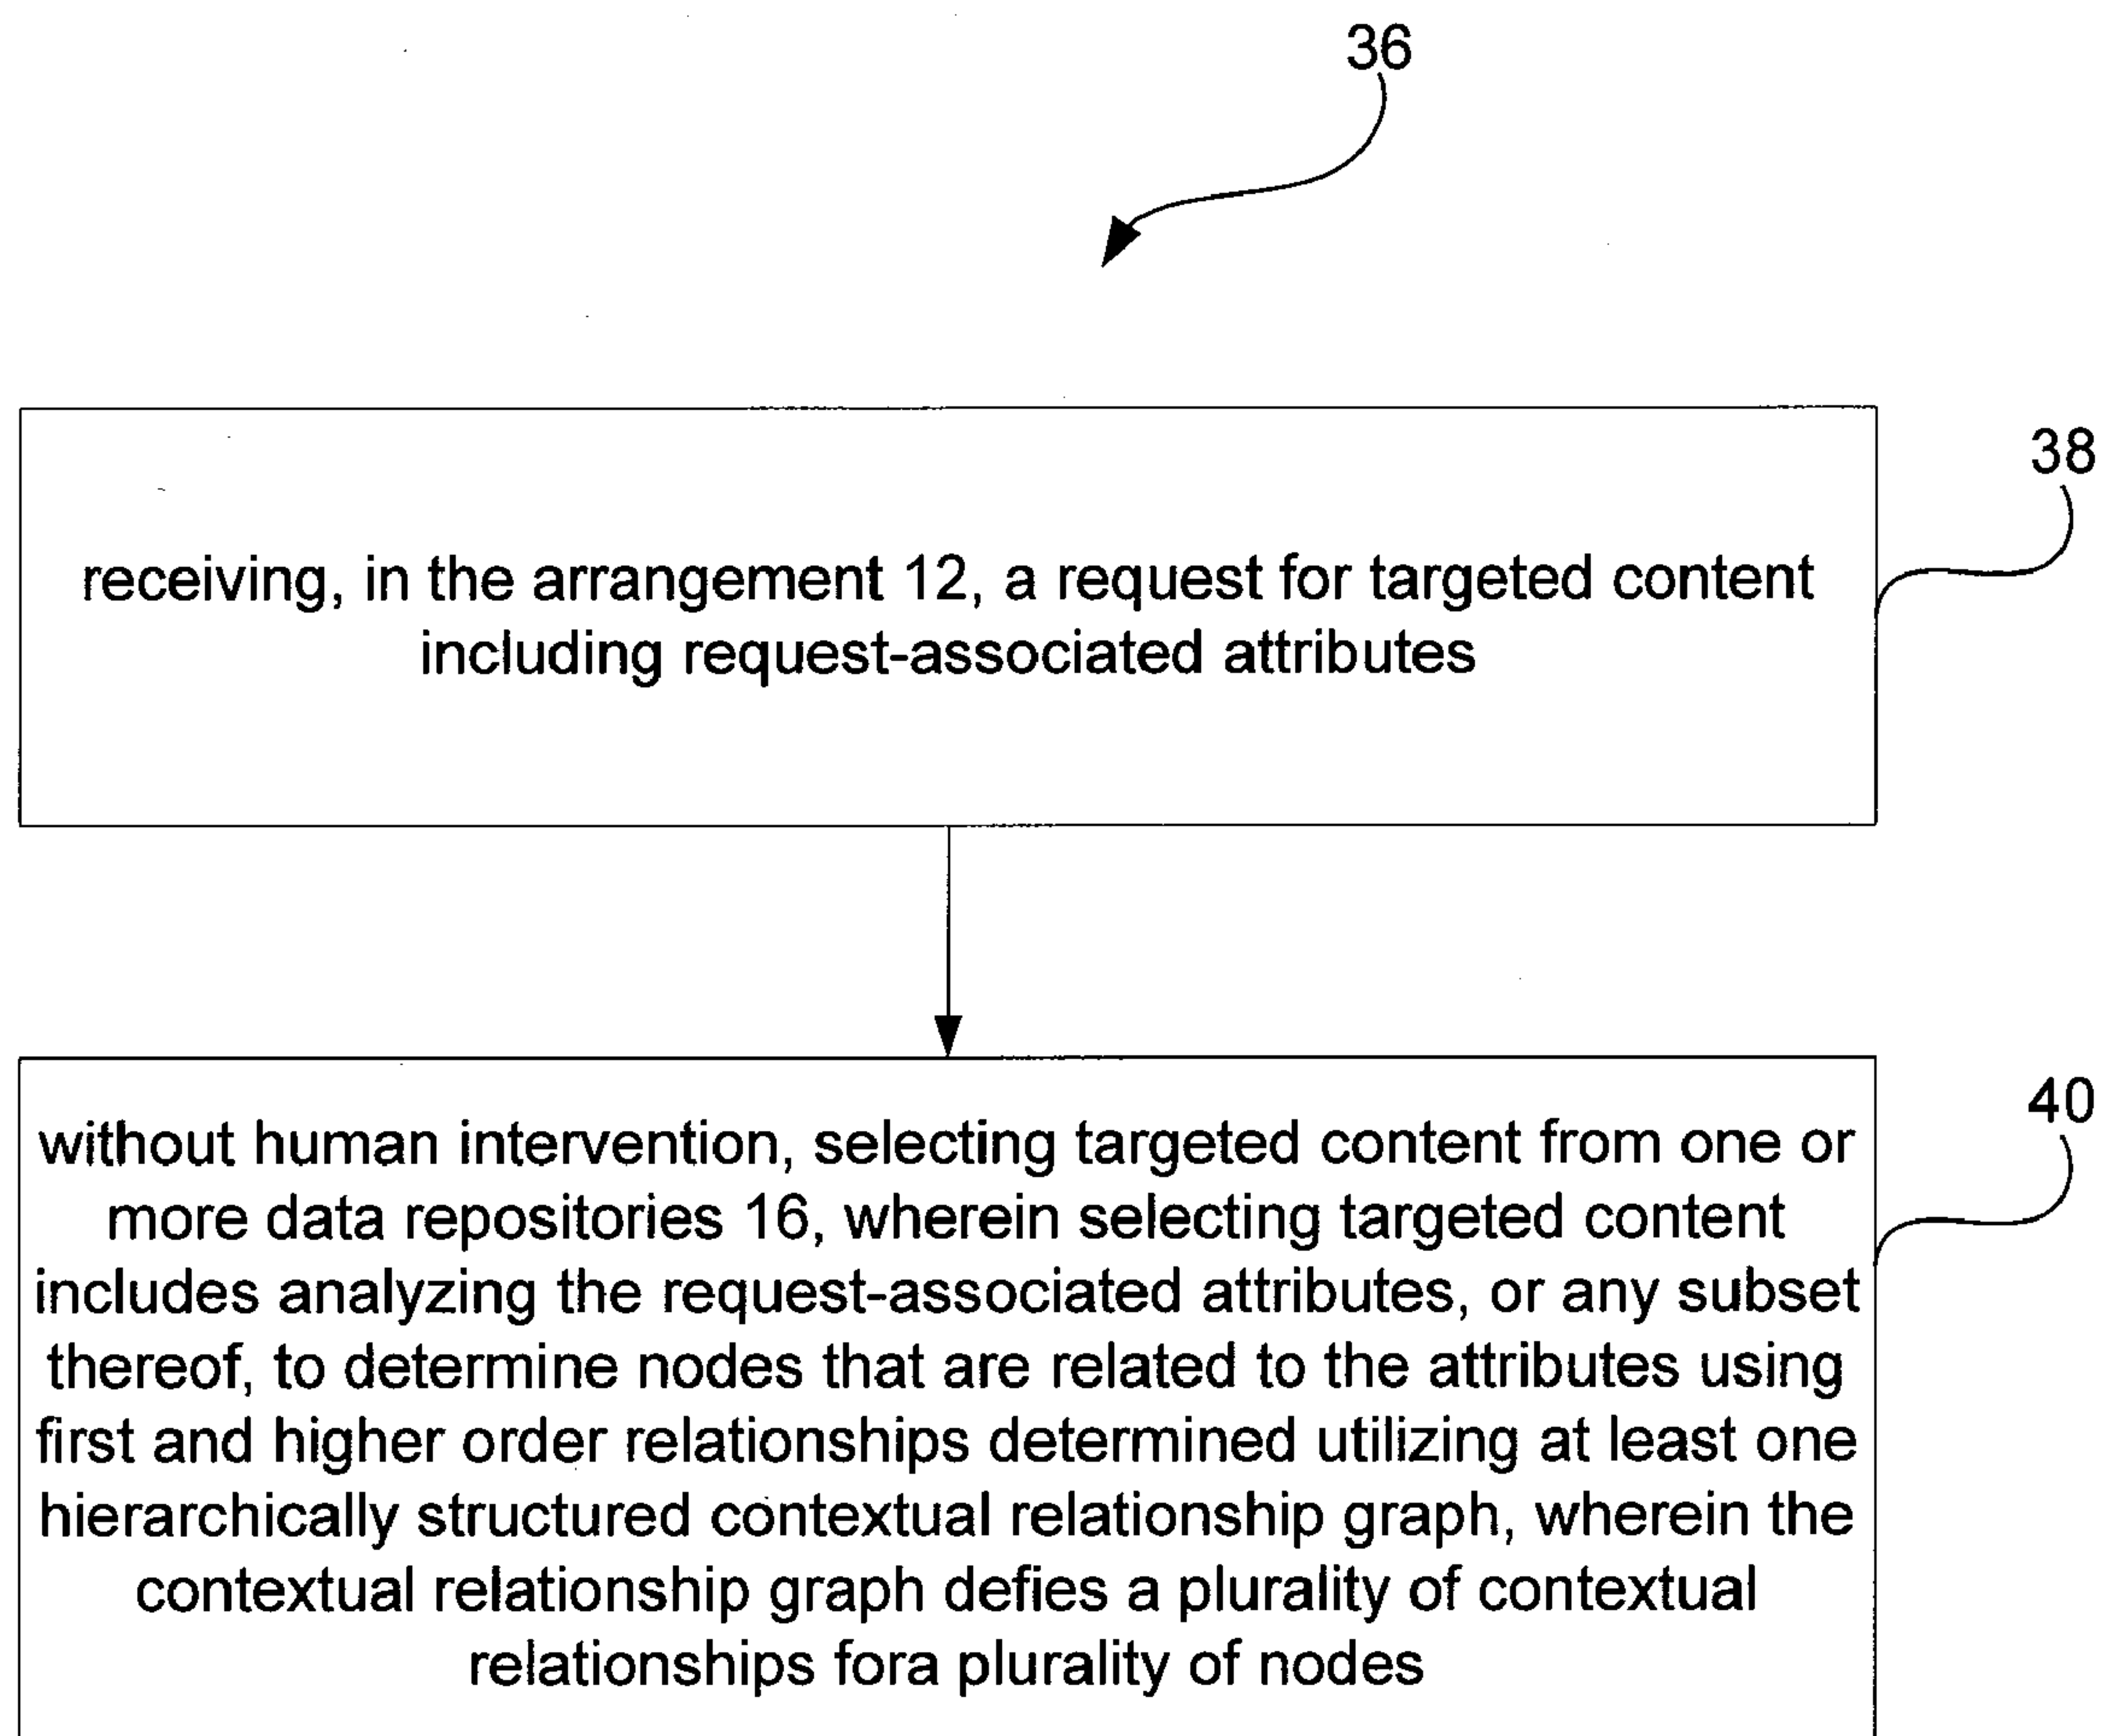 36
38
receiving, in the arrangement 12, a request for targeted content
including request-associated attributes
40
without human intervention, selecting targeted content from one or
more data repositories 16, wherein selecting targeted content
includes analyzing the request-associated attributes, or any subset
thereof, to determine nodes that are related to the attributes using
first and higher order relationships determined utilizing at least one
hierarchically structured contextual relationship graph, wherein the
contextual relationship graph defies a plurality of contextual
relationships fora plurality of nodes